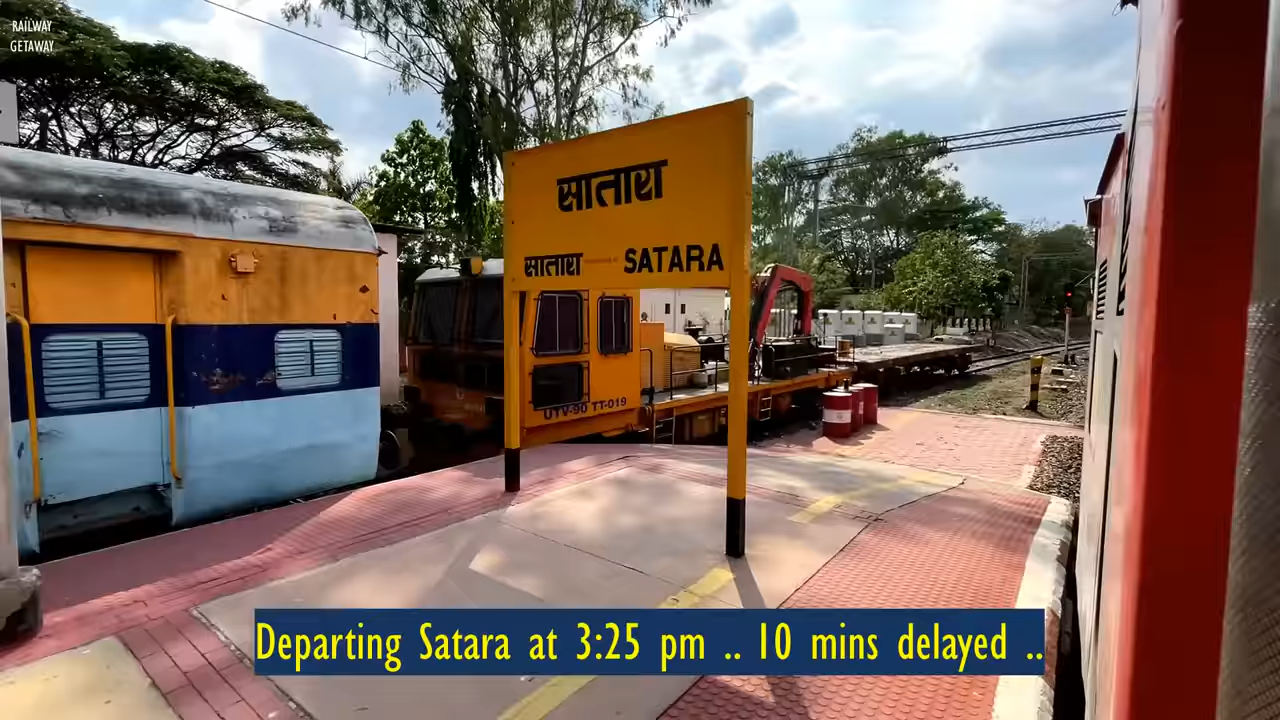 RAILWAY
GETAWAY
सातारा
सातारा SATARA
UTV-90 TT-019
Departing Satara at 3:25 pm .. 10 mins delayed ..